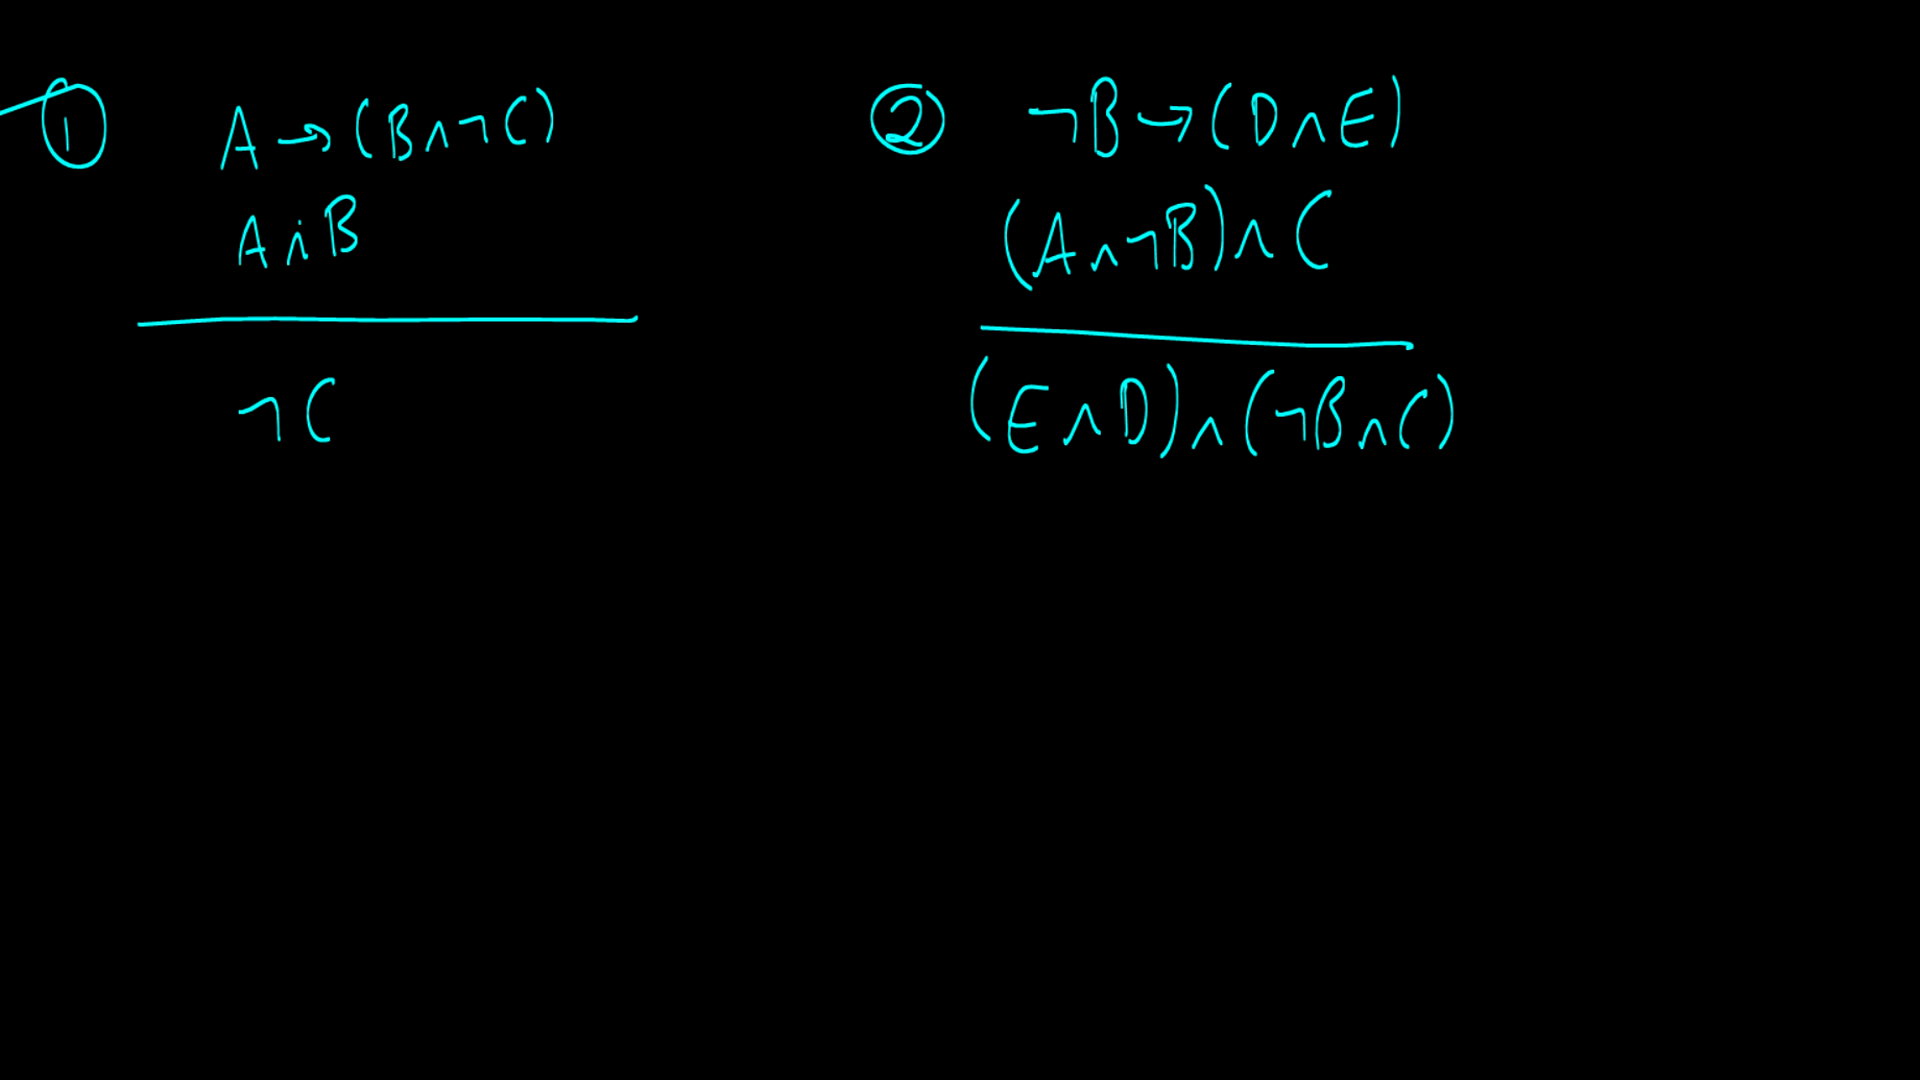 ① A → (B ∧ ¬C)
A ∧ B
¬C
② ¬B → (D ∧ E)
(A ∧ ¬B) ∧ C
(E ∧ D) ∧ (¬B ∧ C)